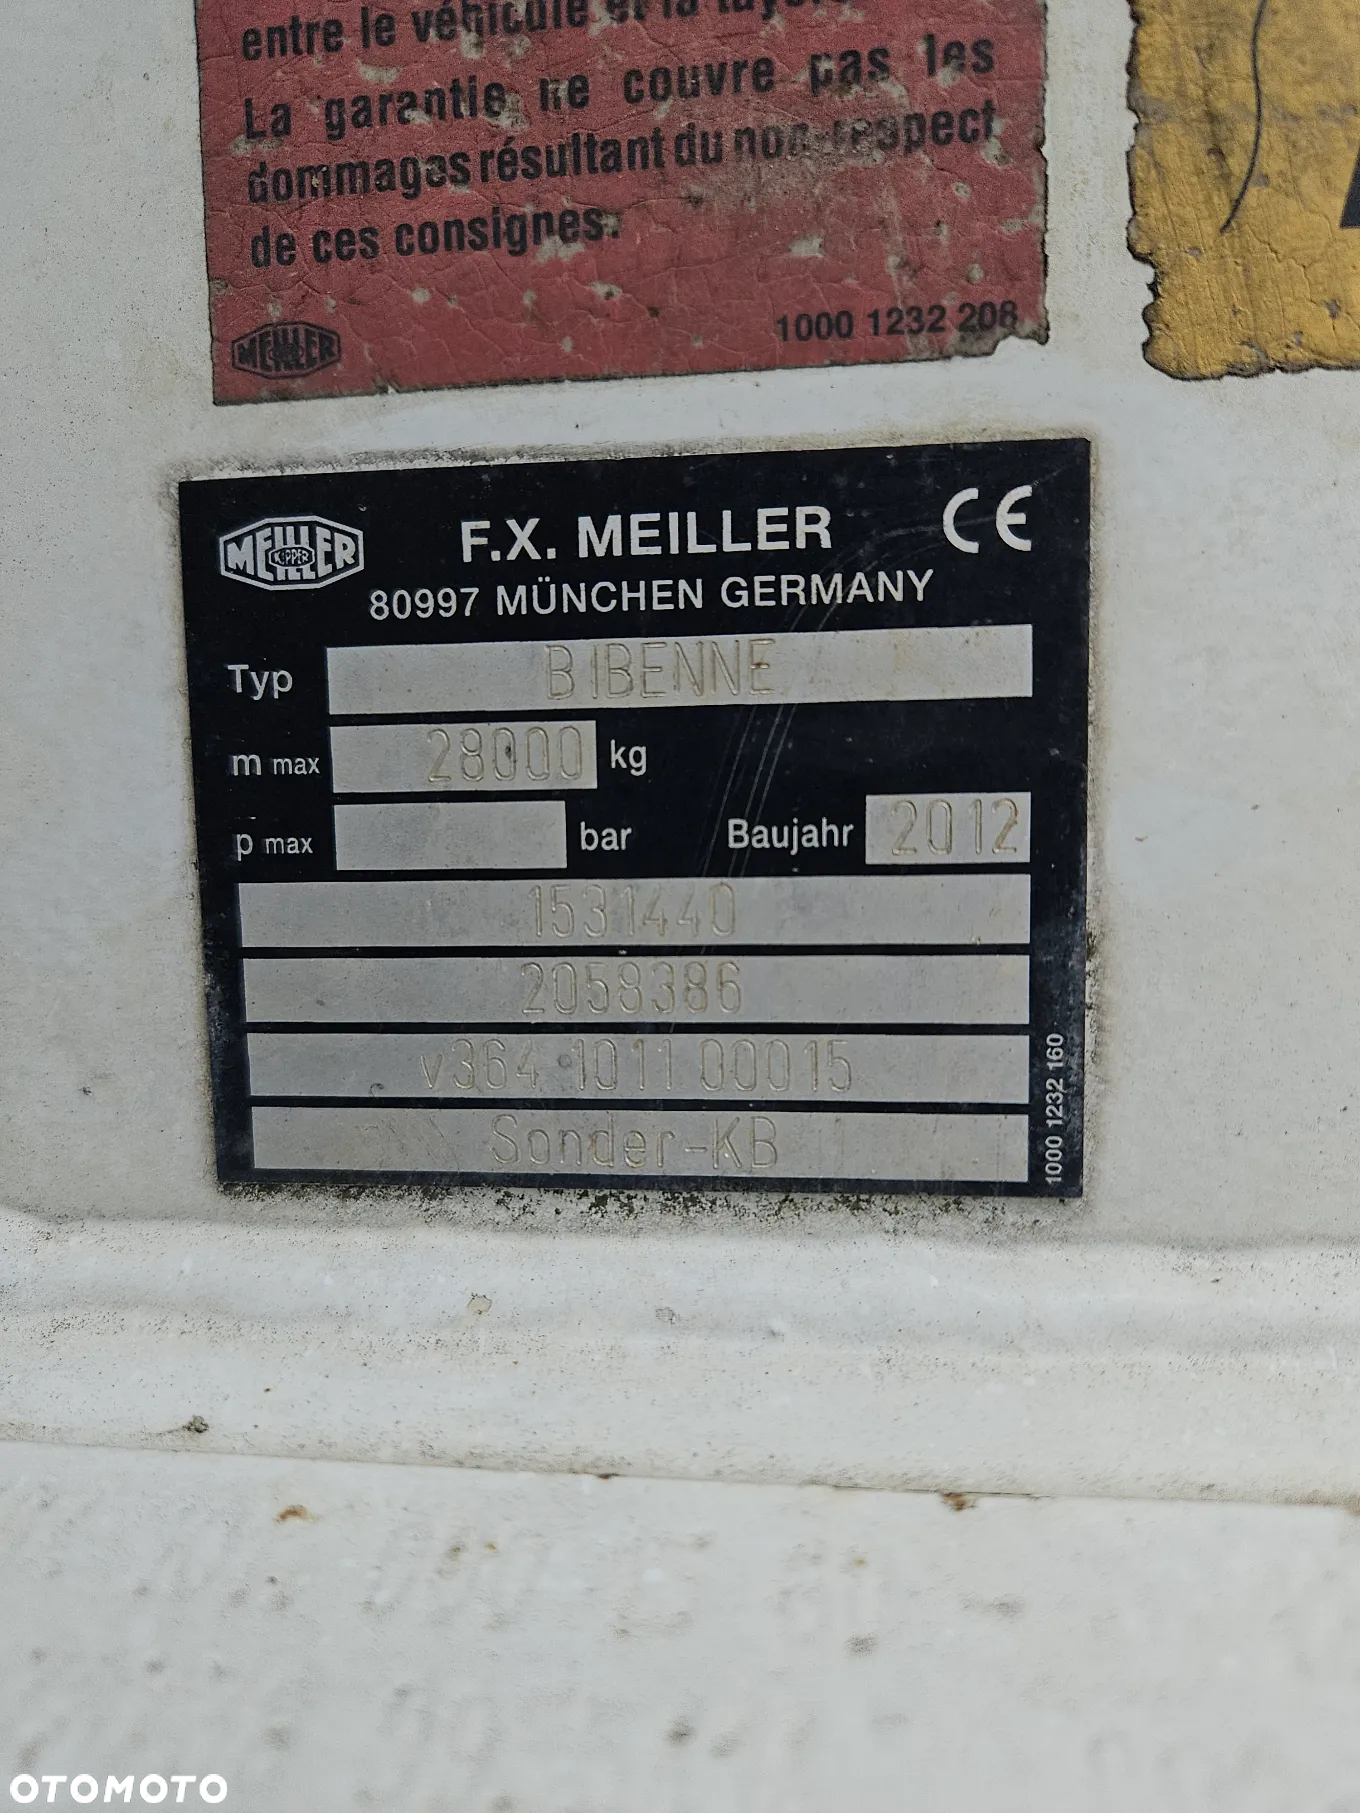 entre le véhicule et la
La garantie ne couvre pas les
dommages résultant du non-respect
de ces consignes.
MEILLER 1000 1232 208
MEILLER KIPPER F.X. MEILLER CE
80997 MÜNCHEN GERMANY
Typ BIBENNE
m max 28000 kg
p max bar Baujahr 2012
1531440
2058386
v364 1011 00015
Sonder-KB
1000 1232 160
OTOMOTO